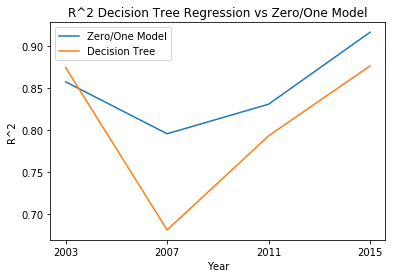 R^2 Decision Tree Regression vs Zero/One Model
Zero/One Model
Decision Tree
0.90
0.85
0.80
0.75
0.70
R^2
2003 2007 2011 2015
Year